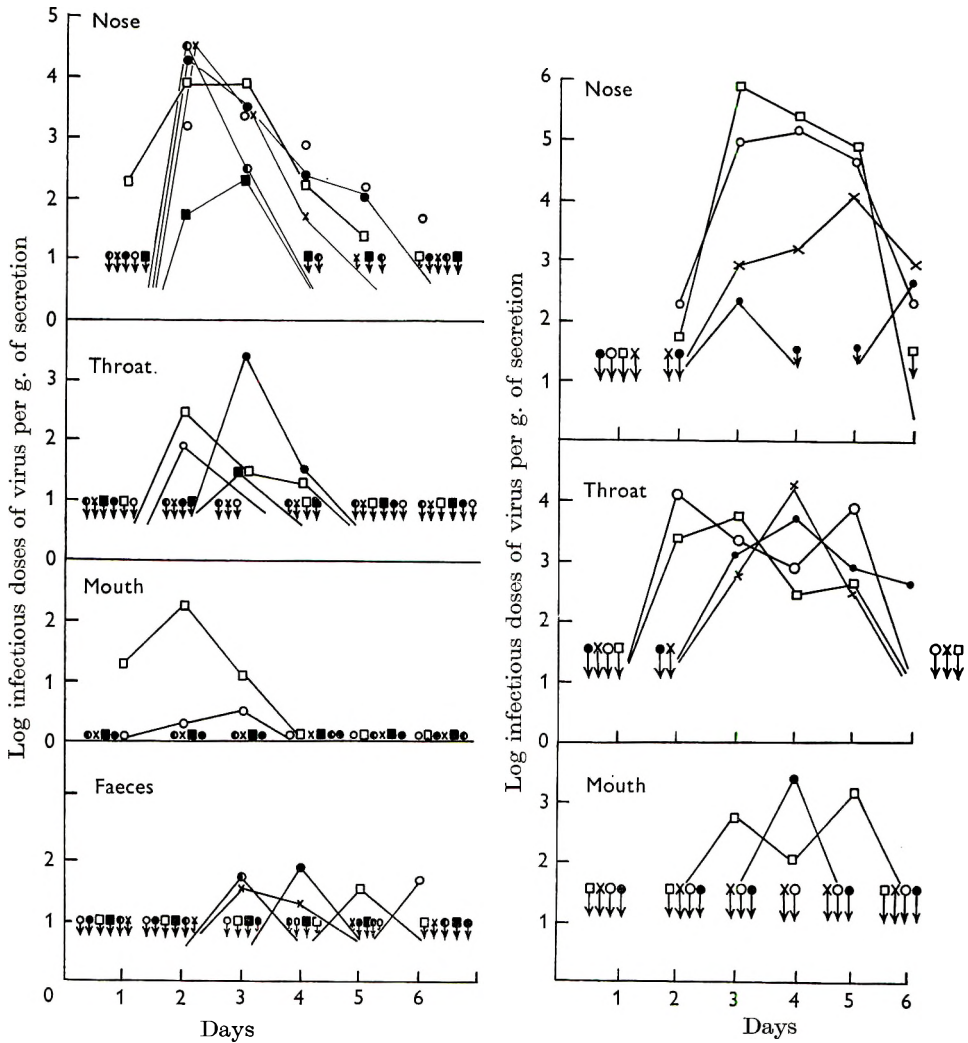 Log infectious doses of virus per g. of secretion
Nose
5
4
3
2
1
0
Throat.
3
2
1
0
Mouth
2
1
0
Faeces
2
1
0
1 2 3 4 5 6
Days
Log infectious doses of virus per g. of secretion
Nose
6
5
4
3
2
1
Throat
4
3
2
1
0
Mouth
3
2
1
1 2 3 4 5 6
Days